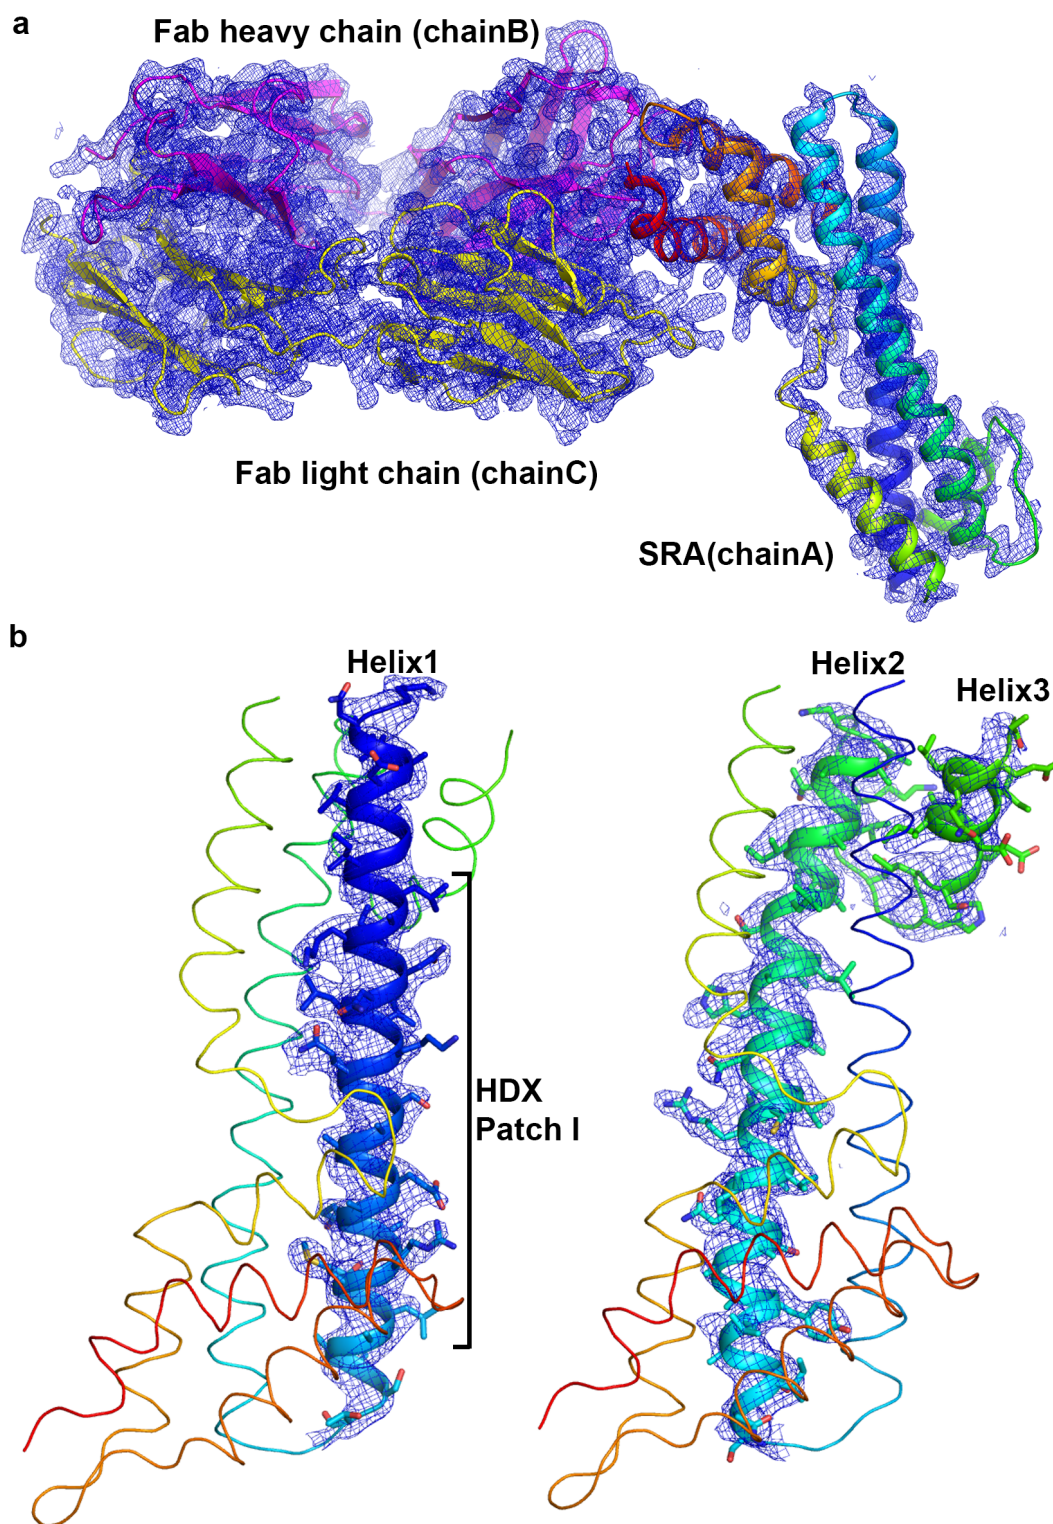 a
Fab heavy chain (chainB)
Fab light chain (chainC)
SRA(chainA)
b
Helix1
Helix2
Helix3
HDX
Patch I